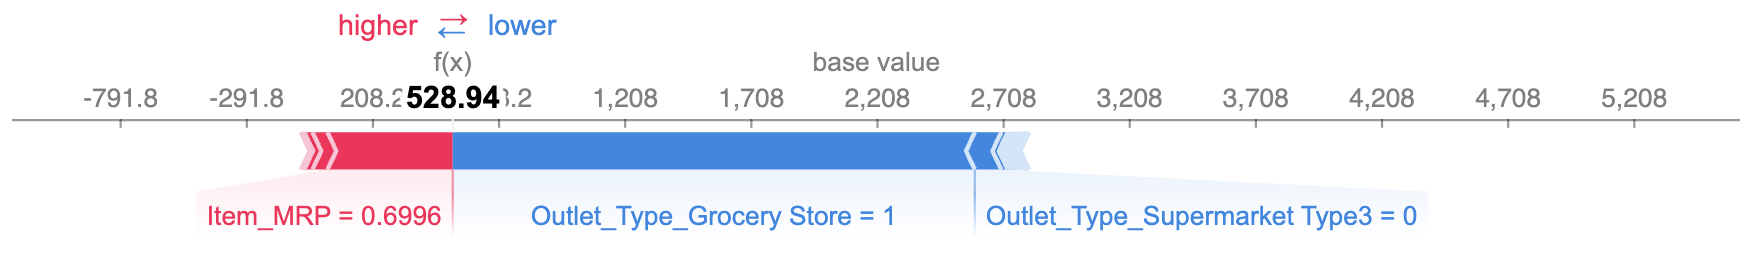 higher ⇄ lower
f(x) base value
-791.8 -291.8 208.2 528.94 3.2 1,208 1,708 2,208 2,708 3,208 3,708 4,208 4,708 5,208
Item_MRP = 0.6996 Outlet_Type_Grocery Store = 1 Outlet_Type_Supermarket Type3 = 0